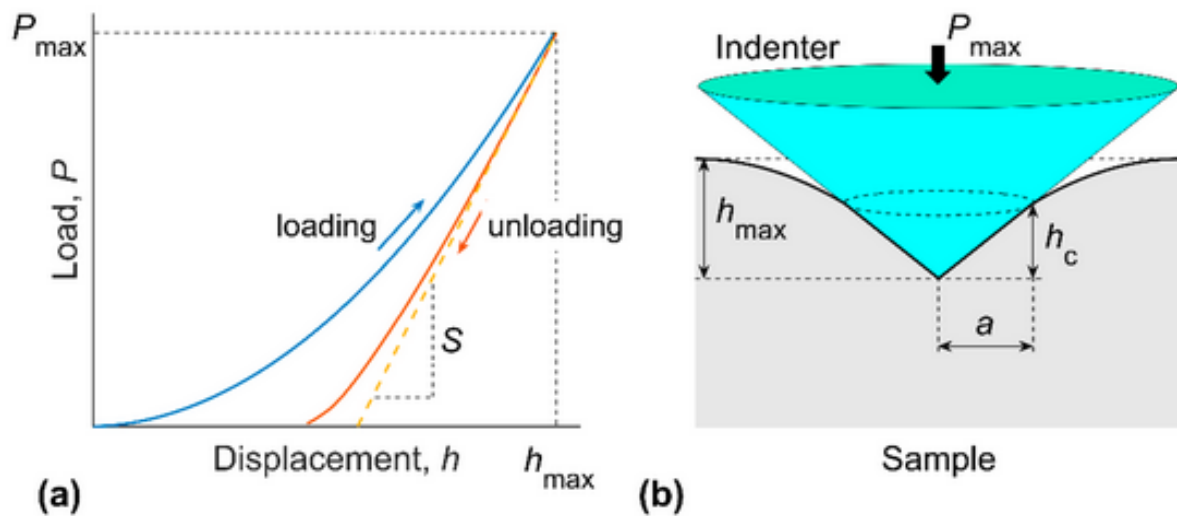 P max
Load, P
loading
unloading
S
Displacement, h
h max
(a)
Indenter
P max
h max
h c
a
Sample
(b)